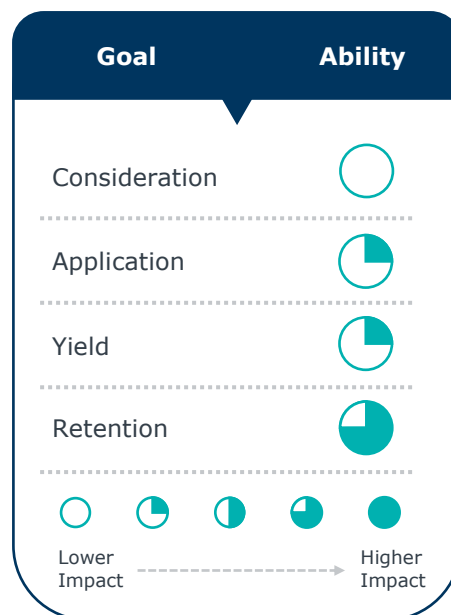 Goal Ability
Consideration
Application
Yield
Retention
Lower Impact
Higher Impact